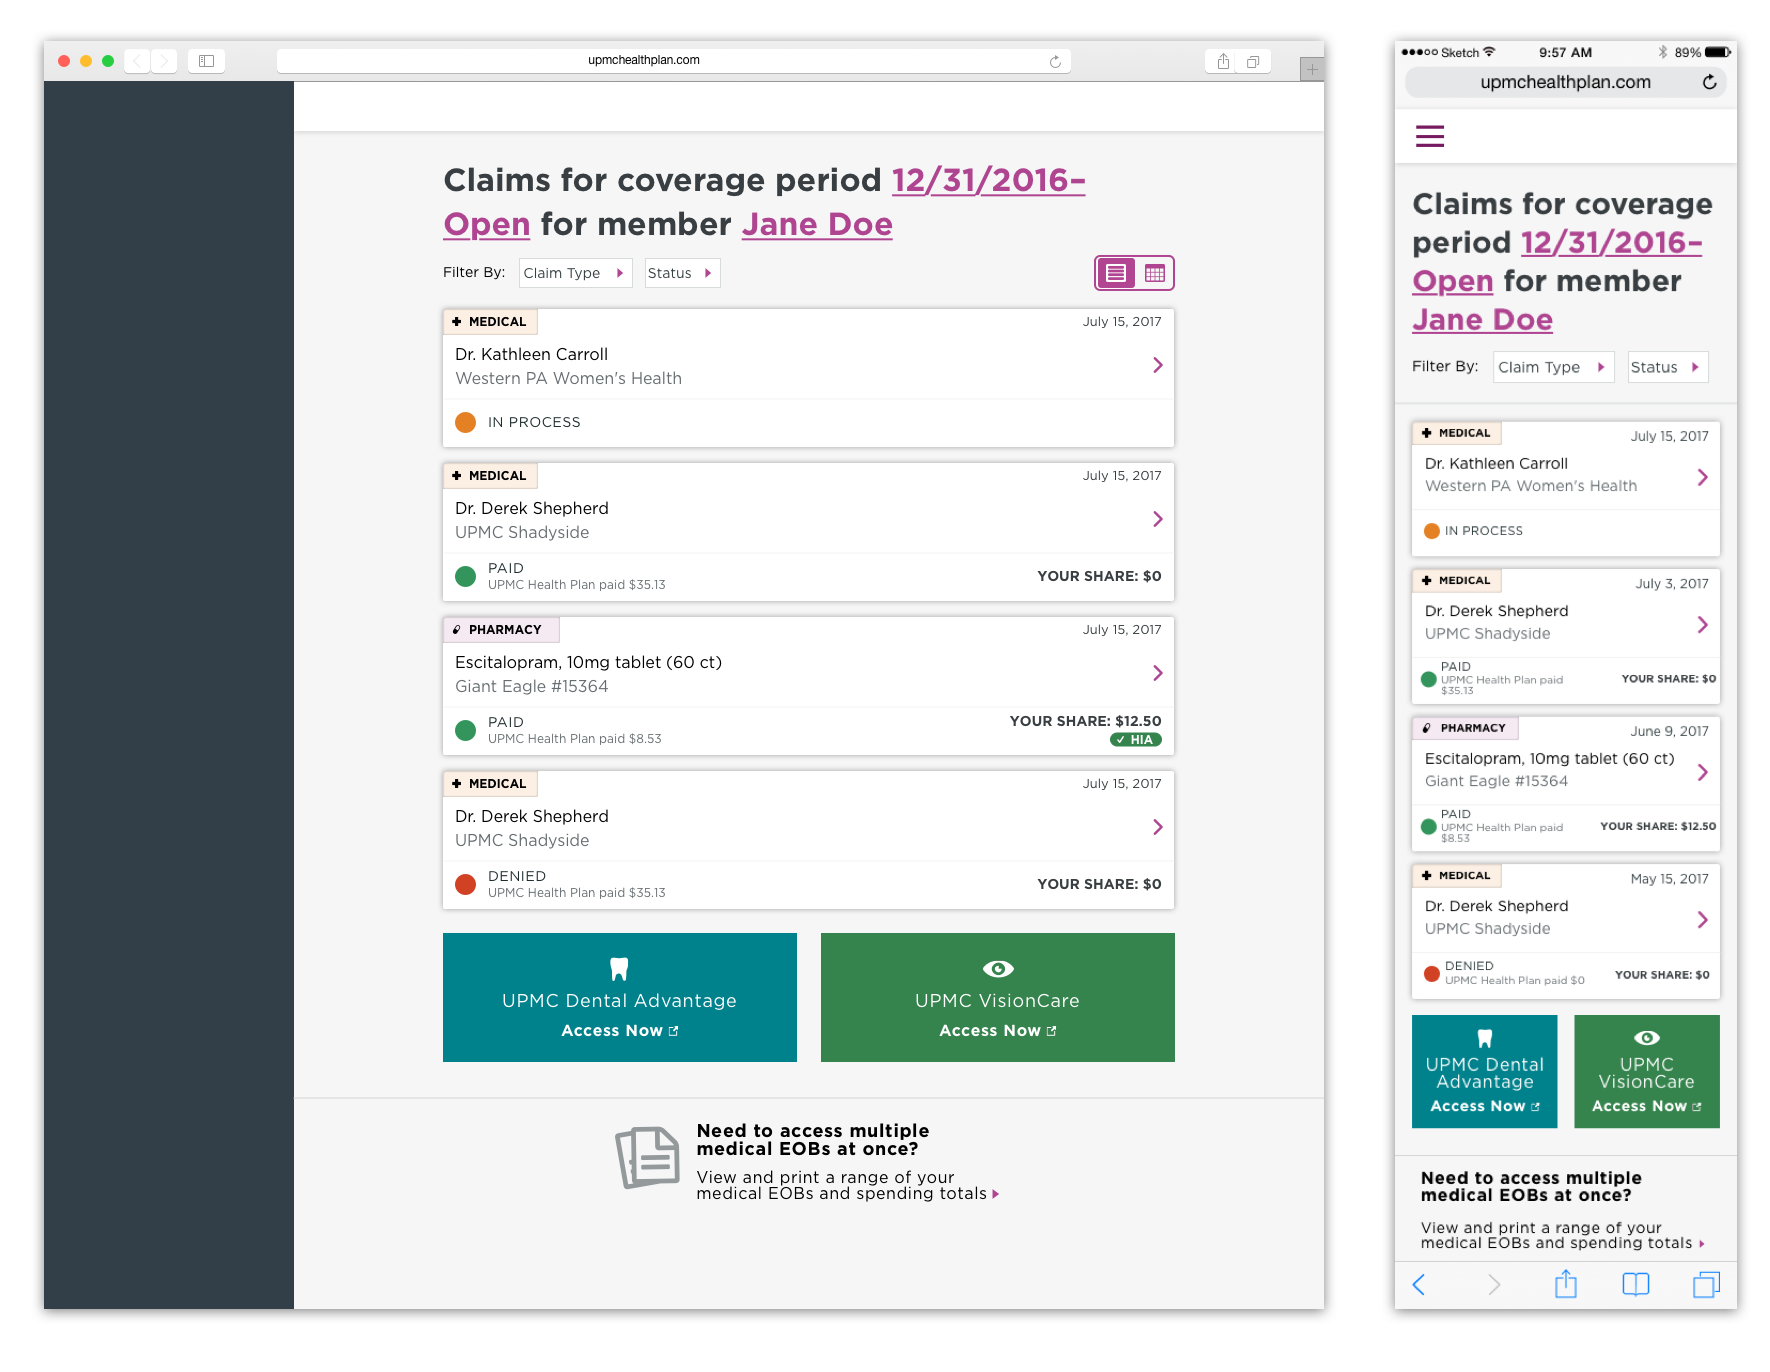 upmchealthplan.com
Claims for coverage period 12/31/2016–
Open for member Jane Doe
Filter By: Claim Type Status
MEDICAL July 15, 2017
Dr. Kathleen Carroll
Western PA Women's Health
IN PROCESS
MEDICAL July 15, 2017
Dr. Derek Shepherd
UPMC Shadyside
PAID
UPMC Health Plan paid $35.13
YOUR SHARE: $0
PHARMACY July 15, 2017
Escitalopram, 10mg tablet (60 ct)
Giant Eagle #15364
PAID
UPMC Health Plan paid $8.53
YOUR SHARE: $12.50
HIA
MEDICAL July 15, 2017
Dr. Derek Shepherd
UPMC Shadyside
DENIED
UPMC Health Plan paid $35.13
YOUR SHARE: $0
UPMC Dental Advantage
Access Now
UPMC VisionCare
Access Now
Need to access multiple
medical EOBs at once?
View and print a range of your
medical EOBs and spending totals
Sketch 9:57 AM 89%
upmchealthplan.com
Claims for coverage
period 12/31/2016–
Open for member
Jane Doe
Filter By: Claim Type Status
MEDICAL July 15, 2017
Dr. Kathleen Carroll
Western PA Women's Health
IN PROCESS
MEDICAL July 3, 2017
Dr. Derek Shepherd
UPMC Shadyside
PAID
UPMC Health Plan paid
$35.13
YOUR SHARE: $0
PHARMACY June 9, 2017
Escitalopram, 10mg tablet (60 ct)
Giant Eagle #15364
PAID
UPMC Health Plan paid
$8.53
YOUR SHARE: $12.50
MEDICAL May 15, 2017
Dr. Derek Shepherd
UPMC Shadyside
DENIED
UPMC Health Plan paid $0
YOUR SHARE: $0
UPMC Dental
Advantage
Access Now
UPMC
VisionCare
Access Now
Need to access multiple
medical EOBs at once?
View and print a range of your
medical EOBs and spending totals